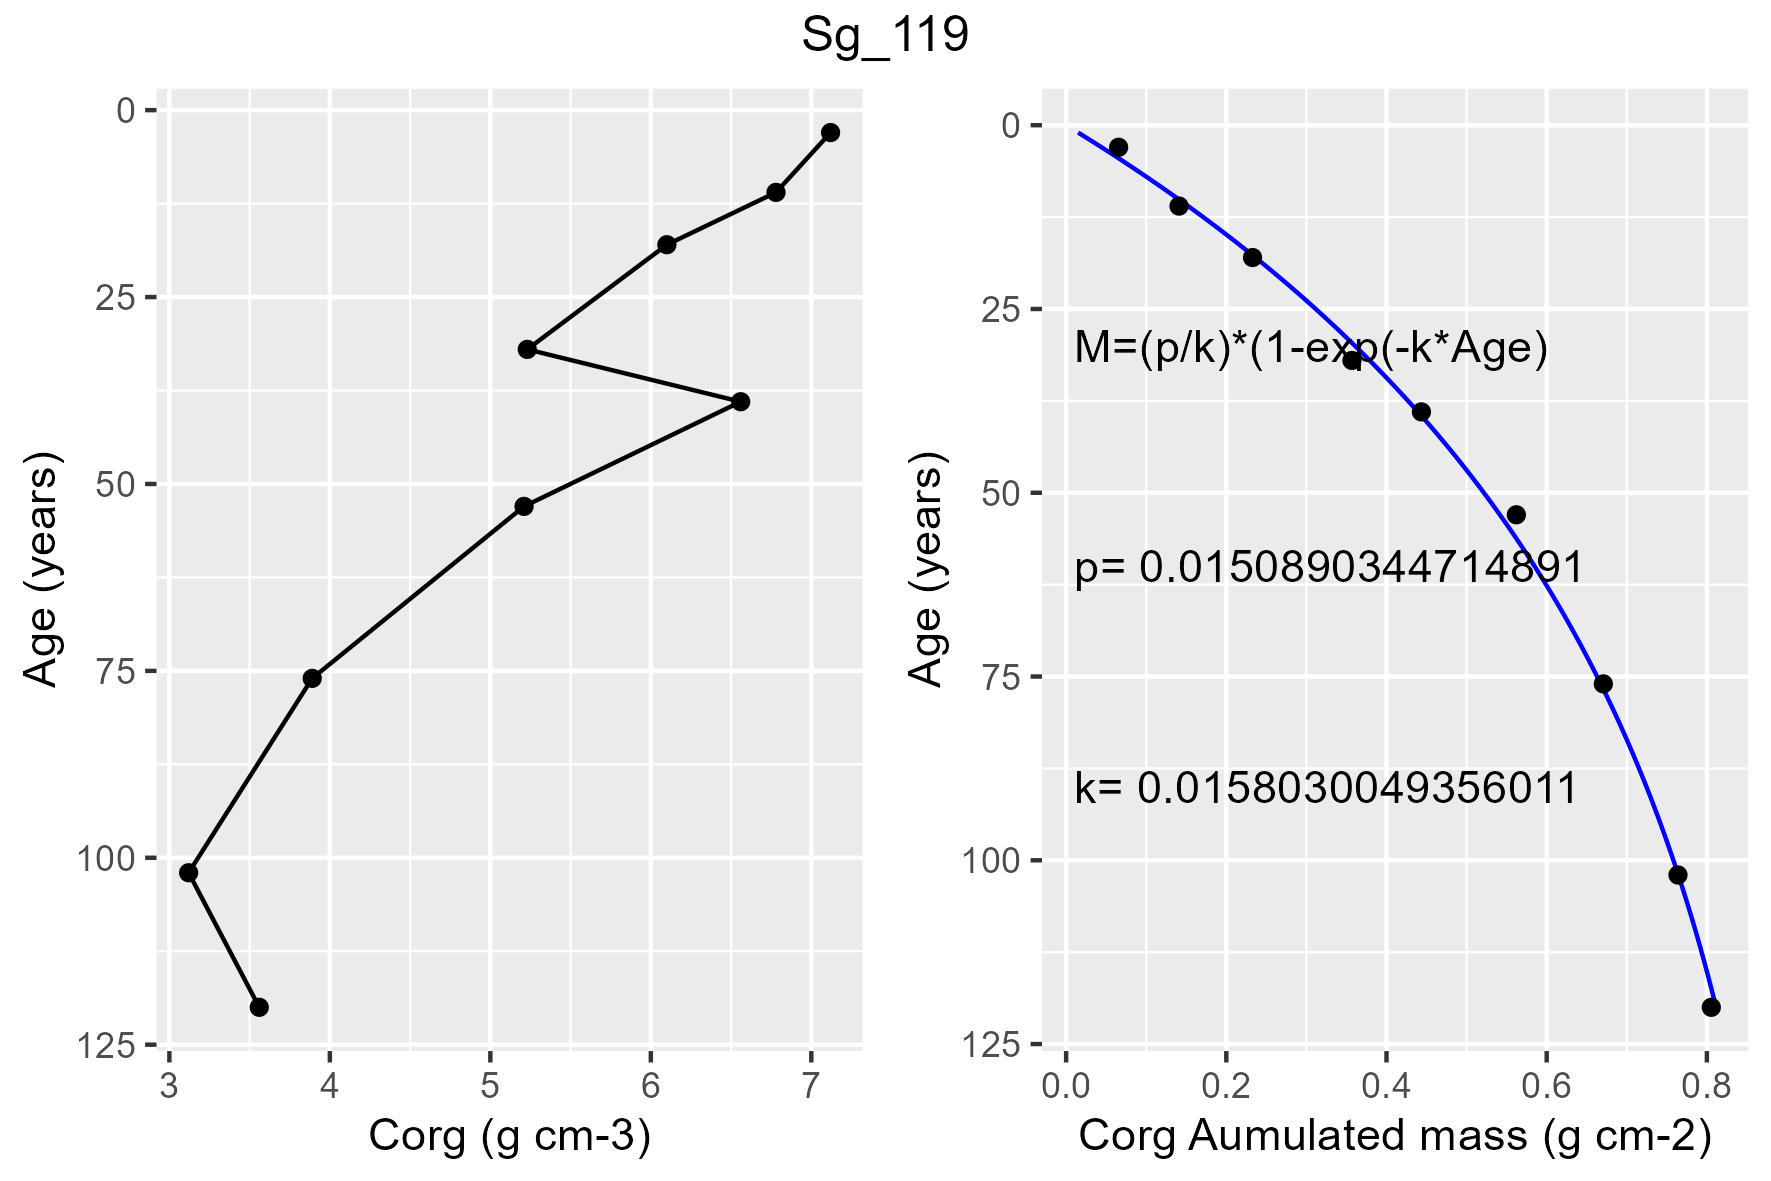 Sg_119
Age (years)
0
25
50
75
100
125
3 4 5 6 7
Corg (g cm-3)
Age (years)
0
25
50
75
100
125
M=(p/k)*(1-exp(-k*Age)
p= 0.0150890344714891
k= 0.0158030049356011
0.0 0.2 0.4 0.6 0.8
Corg Aumulated mass (g cm-2)